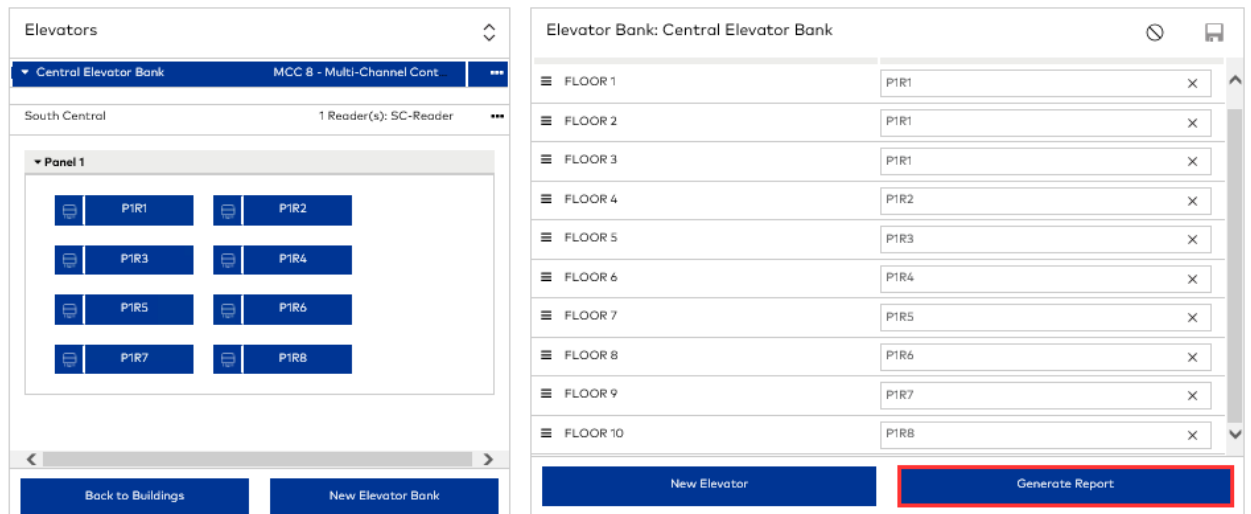 Elevators
Central Elevator Bank MCC 8 - Multi-Channel Cont
South Central 1 Reader(s): SC-Reader
Panel 1
P1R1 P1R2
P1R3 P1R4
P1R5 P1R6
P1R7 P1R8
Back to Buildings New Elevator Bank
Elevator Bank: Central Elevator Bank
FLOOR 1 P1R1
FLOOR 2 P1R1
FLOOR 3 P1R1
FLOOR 4 P1R2
FLOOR 5 P1R3
FLOOR 6 P1R4
FLOOR 7 P1R5
FLOOR 8 P1R6
FLOOR 9 P1R7
FLOOR 10 P1R8
New Elevator Generate Report